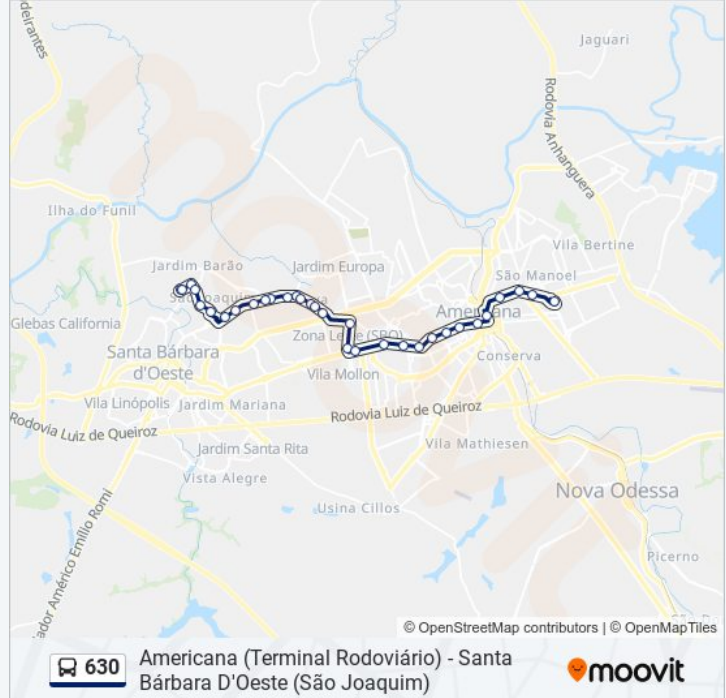 deirantes
Jaguari
Rodovia Anhanguera
Ilha do Funil
Vila Bertine
Jardim Barão
Jardim Europa
São Manoel
São Joaquim
Americana
Glebas California
Zona Leste (SBO)
Santa Bárbara
d'Oeste
Conserva
Vila Mollon
Vila Linópolis
Jardim Mariana
Rodovia Luiz de Queiroz
Rodovia Luiz de Queiroz
Vila Mathiesen
Jardim Santa Rita
Vista Alegre
Nova Odessa
Usina Cillos
ador Américo Emílio Romi
Picerno
© OpenStreetMap contributors | © OpenMapTiles
630
Americana (Terminal Rodoviário) - Santa
Bárbara D'Oeste (São Joaquim)
moovit